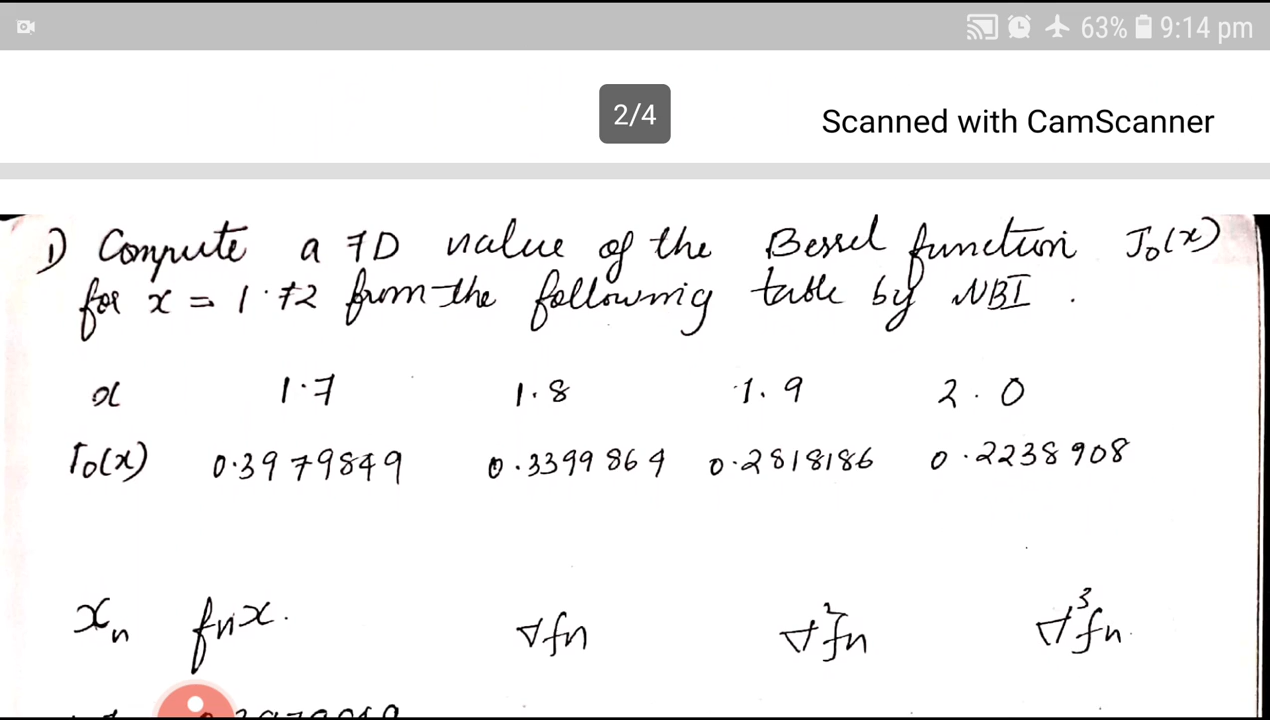 63% 9:14 pm
2/4
Scanned with CamScanner
1) Compute a 7D value of the Bessel function J₀(x)
for x = 1.72 from the following table by NBI .
x 1.7 1.8 1.9 2.0
J₀(x) 0.3979849 0.3399864 0.2818186 0.2238908
xₙ fₙx. ∇fn ∇²fn ∇³fn.